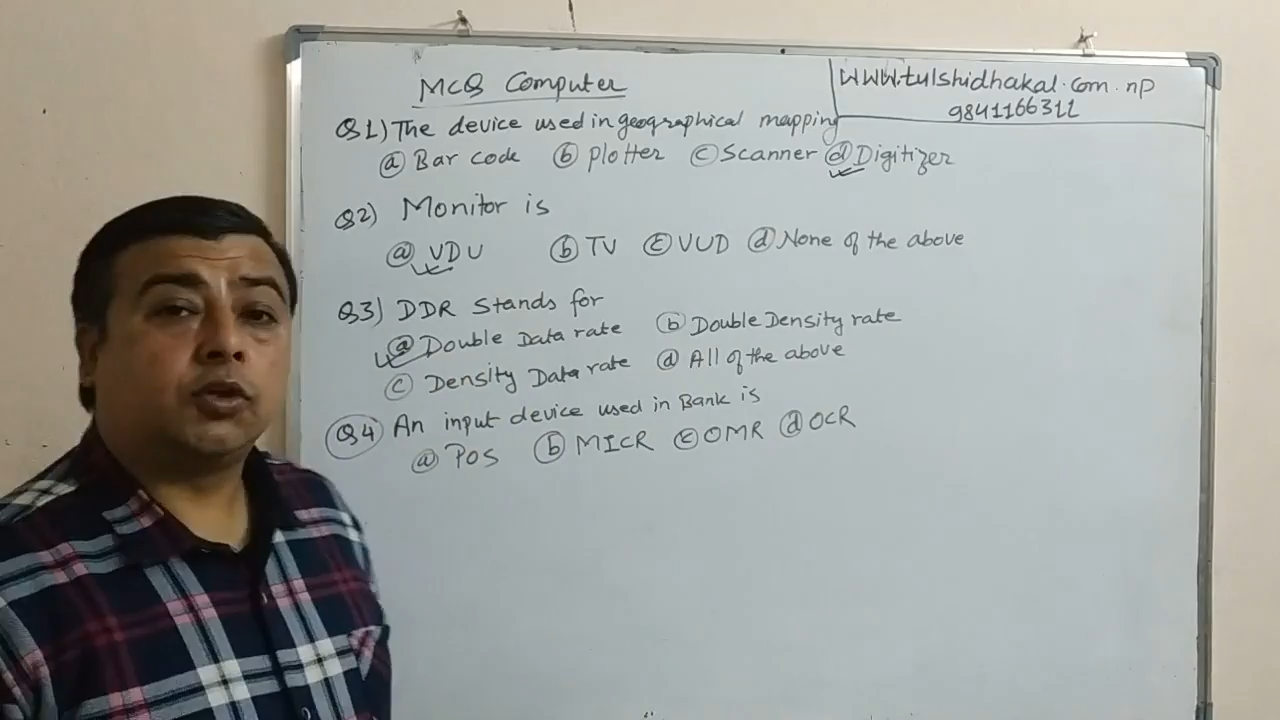 MCQ Computer
www.tulshidhakal.com.np
9841166311
Q1) The device used in geographical mapping
a Bar code b plotter c Scanner d Digitizer
Q2) Monitor is
a VDU b TV c VUD d None of the above
Q3) DDR Stands for
a Double Data rate b Double Density rate
c Density Data rate d All of the above
Q4 An input device used in Bank is
a POS b MICR c OMR d OCR